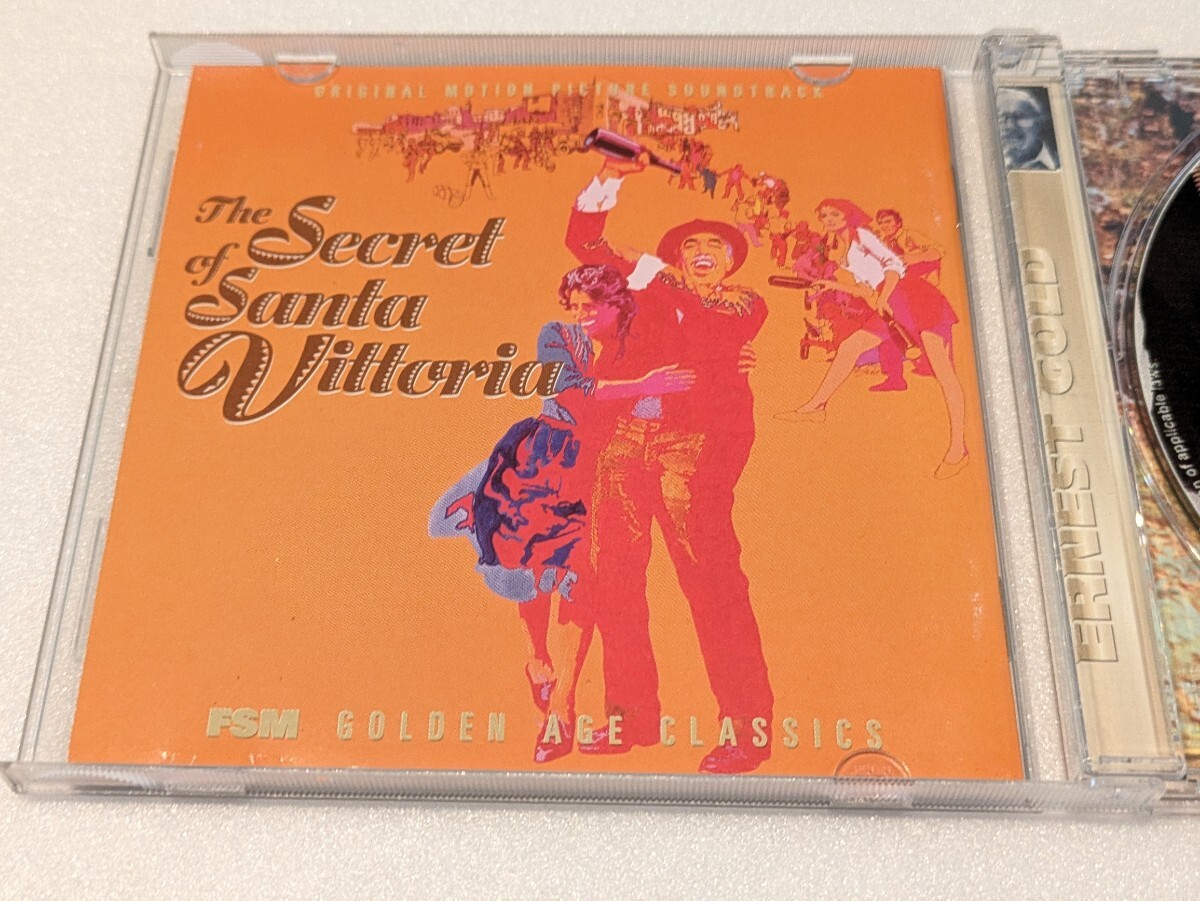 ORIGINAL MOTION PICTURE SOUNDTRACK
The Secret
of Santa
Vittoria
FSM GOLDEN AGE CLASSICS
ERNEST GOLD
of applicable laws